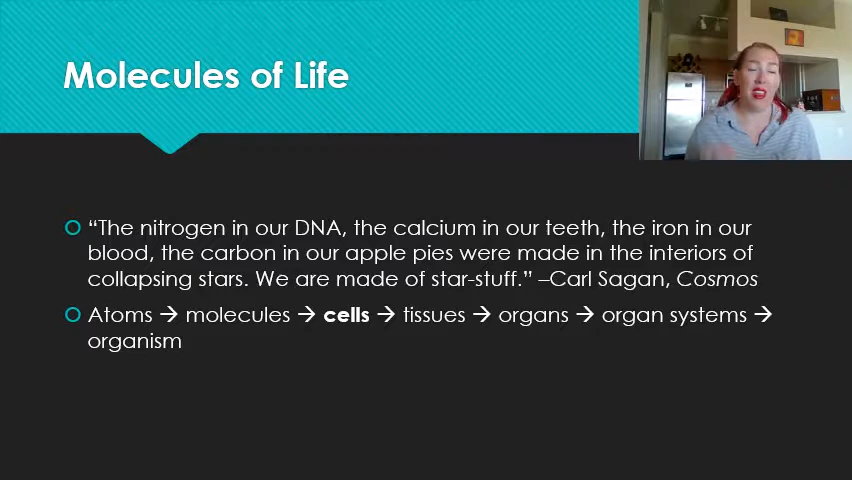 Molecules of Life
“The nitrogen in our DNA, the calcium in our teeth, the iron in our
blood, the carbon in our apple pies were made in the interiors of
collapsing stars. We are made of star-stuff.” –Carl Sagan, Cosmos
Atoms → molecules → cells → tissues → organs → organ systems →
organism